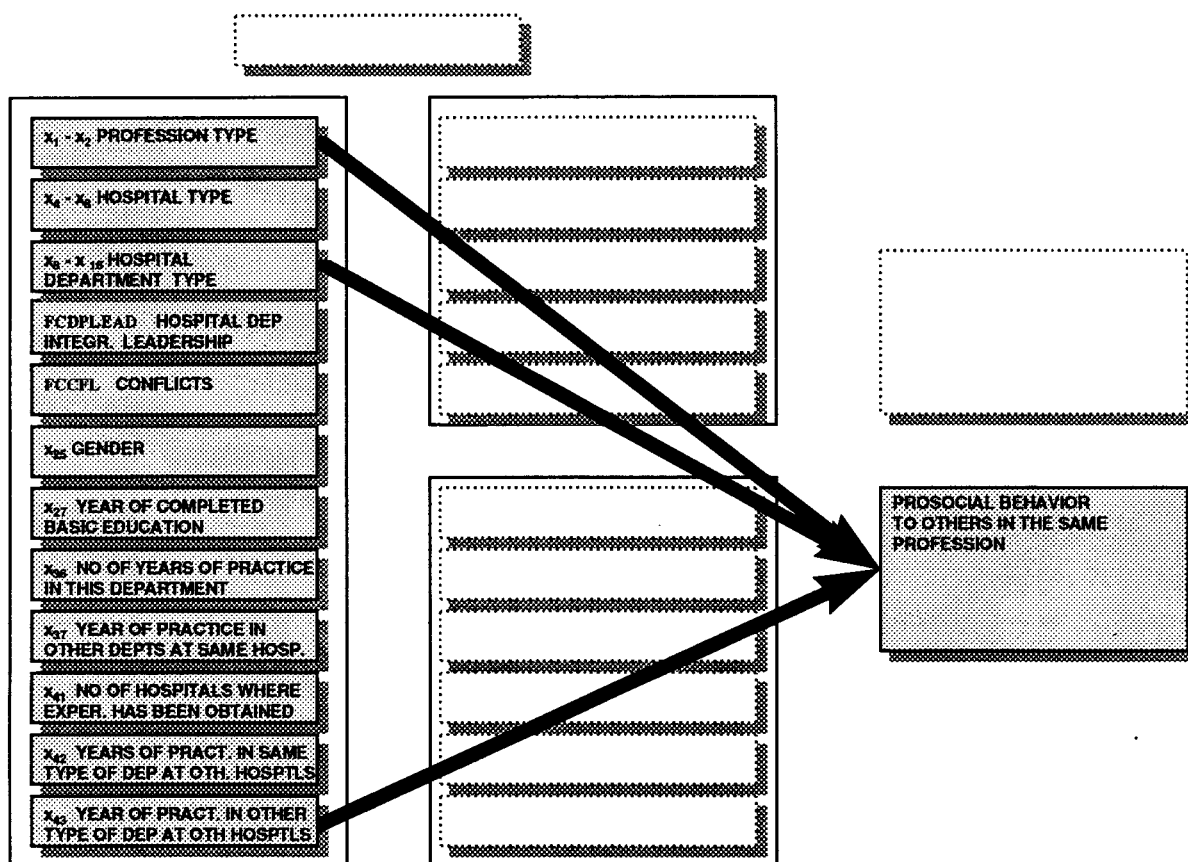 x₁ - x₂ PROFESSION TYPE
x₄ - x₆ HOSPITAL TYPE
x₈ - x₁₅ HOSPITAL
DEPARTMENT TYPE
FCDPLEAD HOSPITAL DEP
INTEGR. LEADERSHIP
FCCFL CONFLICTS
x₂₅ GENDER
x₂₇ YEAR OF COMPLETED
BASIC EDUCATION
x₃₆ NO OF YEARS OF PRACTICE
IN THIS DEPARTMENT
x₃₇ YEAR OF PRACTICE IN
OTHER DEPTS AT SAME HOSP.
x₄₁ NO OF HOSPITALS WHERE
EXPER. HAS BEEN OBTAINED
x₄₂ YEARS OF PRACT. IN SAME
TYPE OF DEP AT OTH. HOSPTLS
x₄₃ YEAR OF PRACT. IN OTHER
TYPE OF DEP AT OTH HOSPTLS
PROSOCIAL BEHAVIOR
TO OTHERS IN THE SAME
PROFESSION